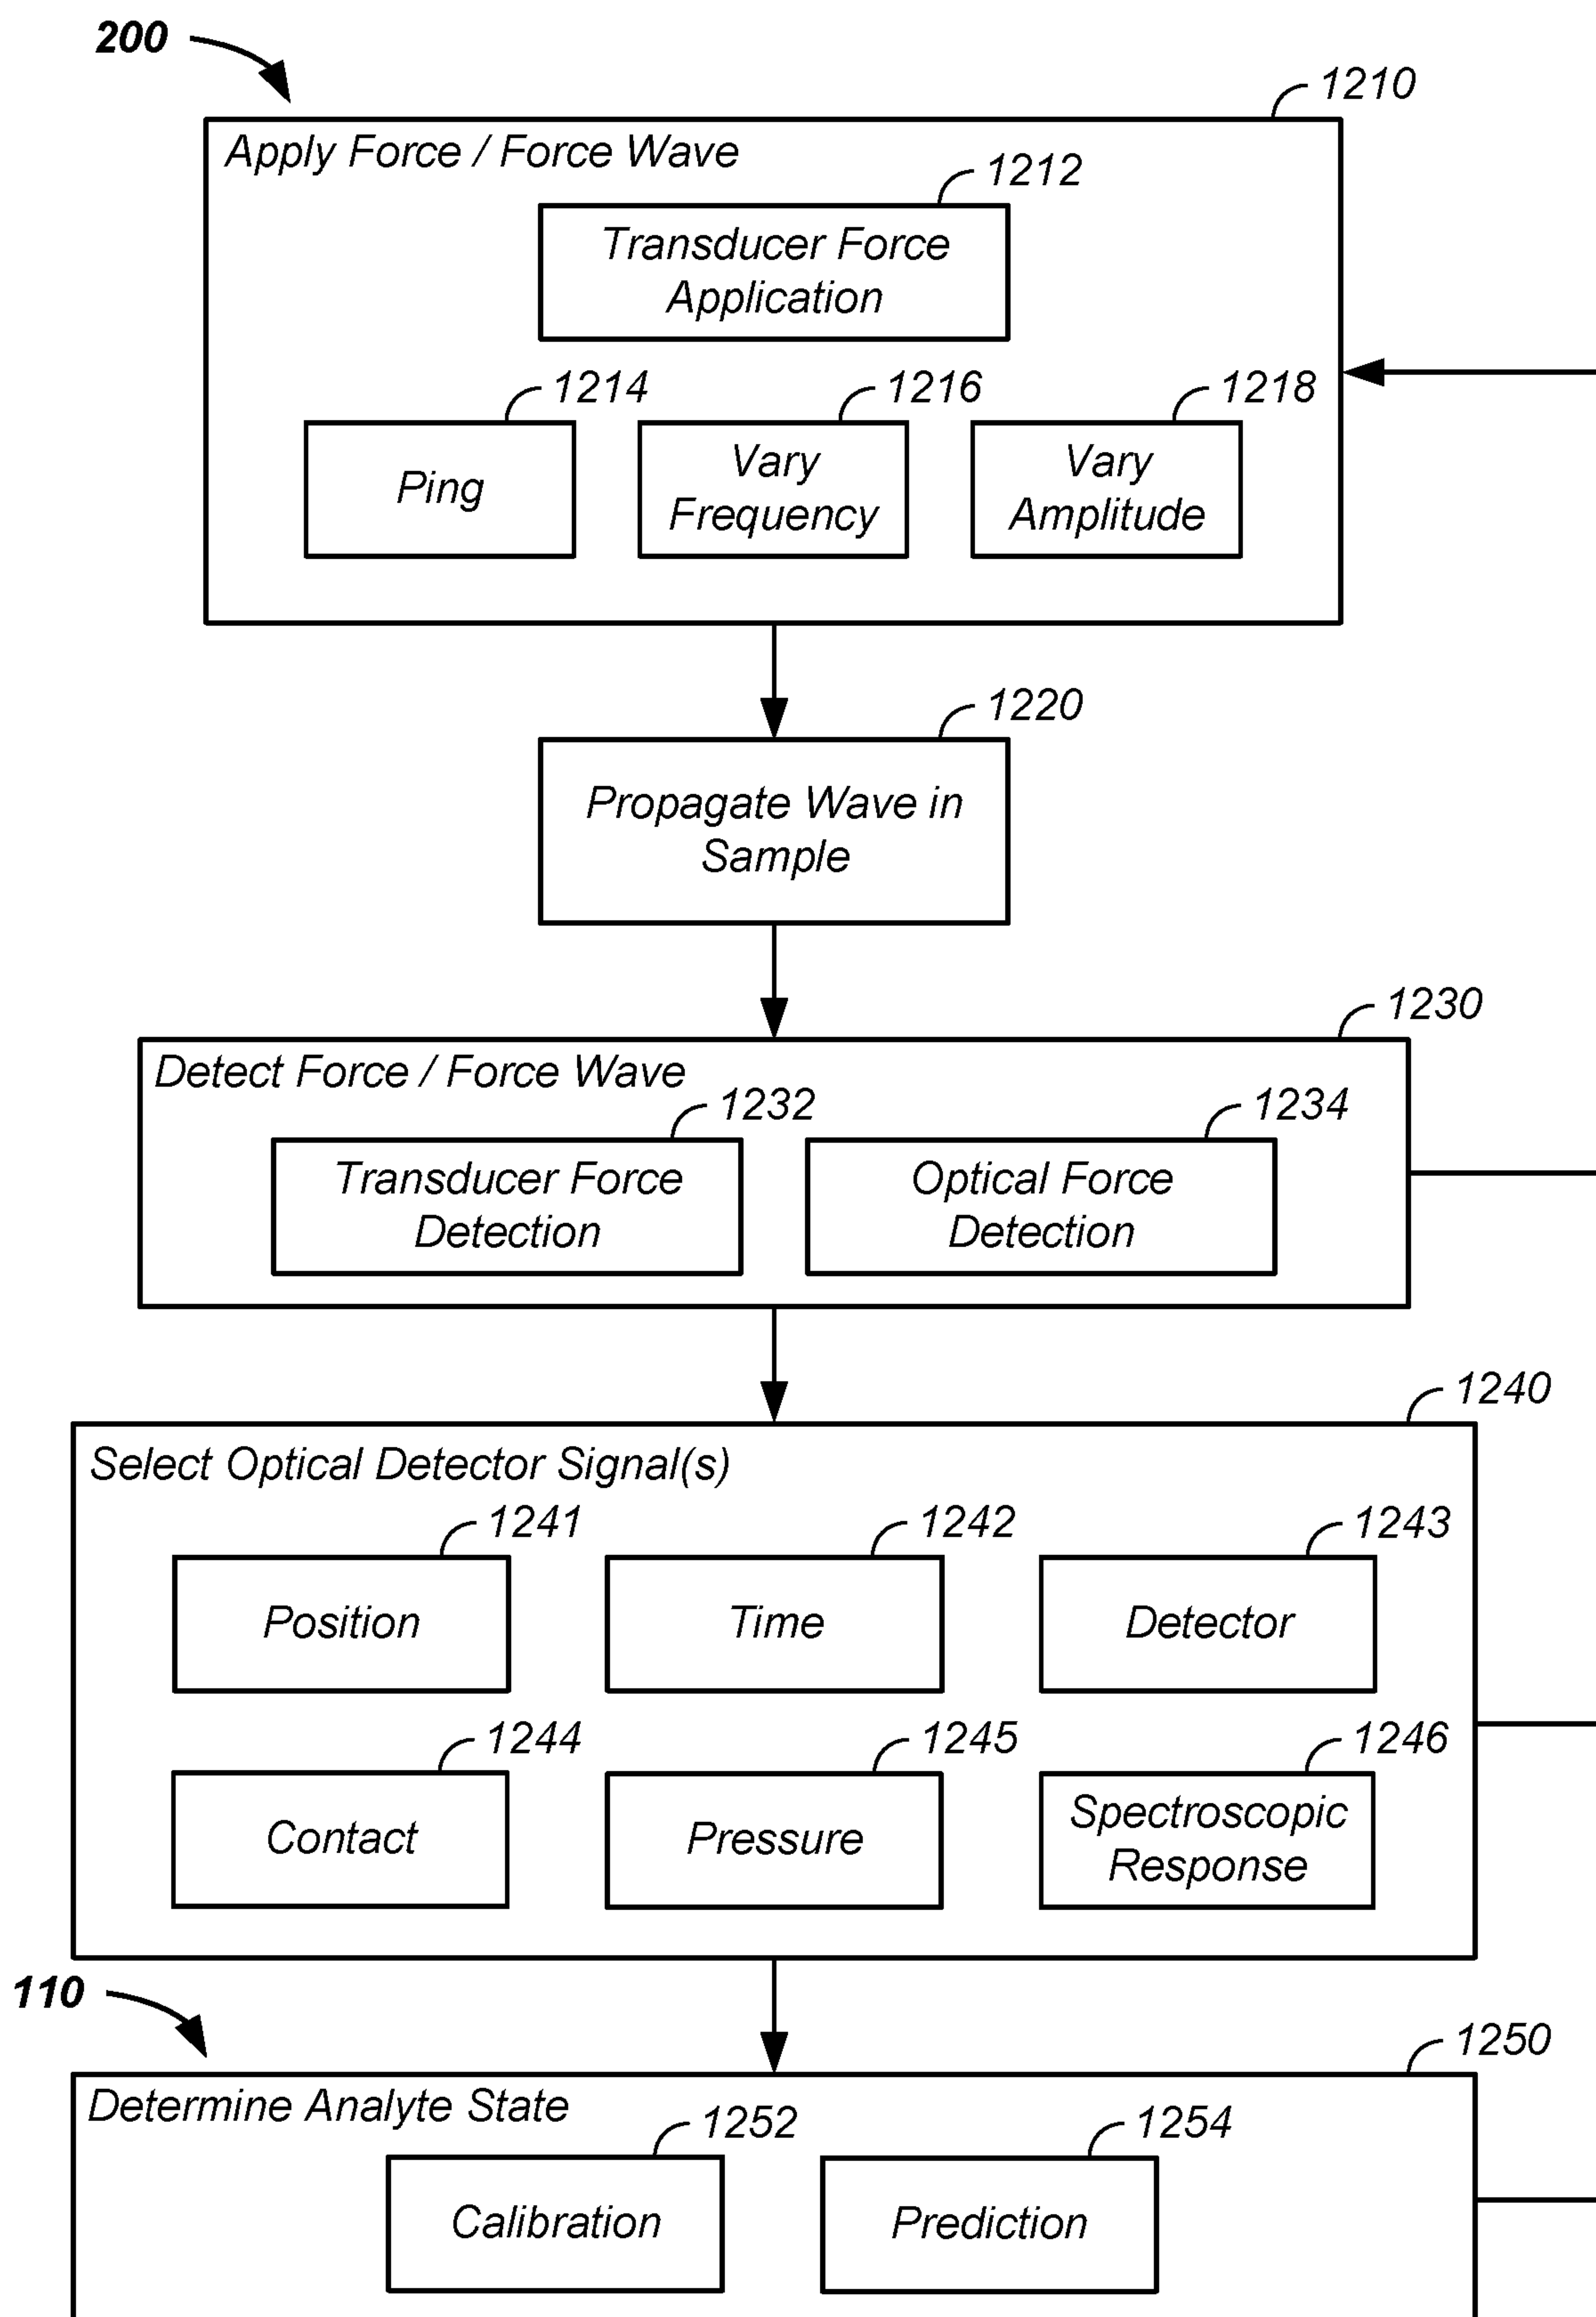 200
1210
Apply Force / Force Wave
1212
Transducer Force
Application
1214
1216
1218
Ping
Vary
Frequency
Vary
Amplitude
1220
Propagate Wave in
Sample
1230
Detect Force / Force Wave
1232
1234
Transducer Force
Detection
Optical Force
Detection
1240
Select Optical Detector Signal(s)
1241
1242
1243
Position
Time
Detector
1244
1245
1246
Contact
Pressure
Spectroscopic
Response
110
1250
Determine Analyte State
1252
1254
Calibration
Prediction